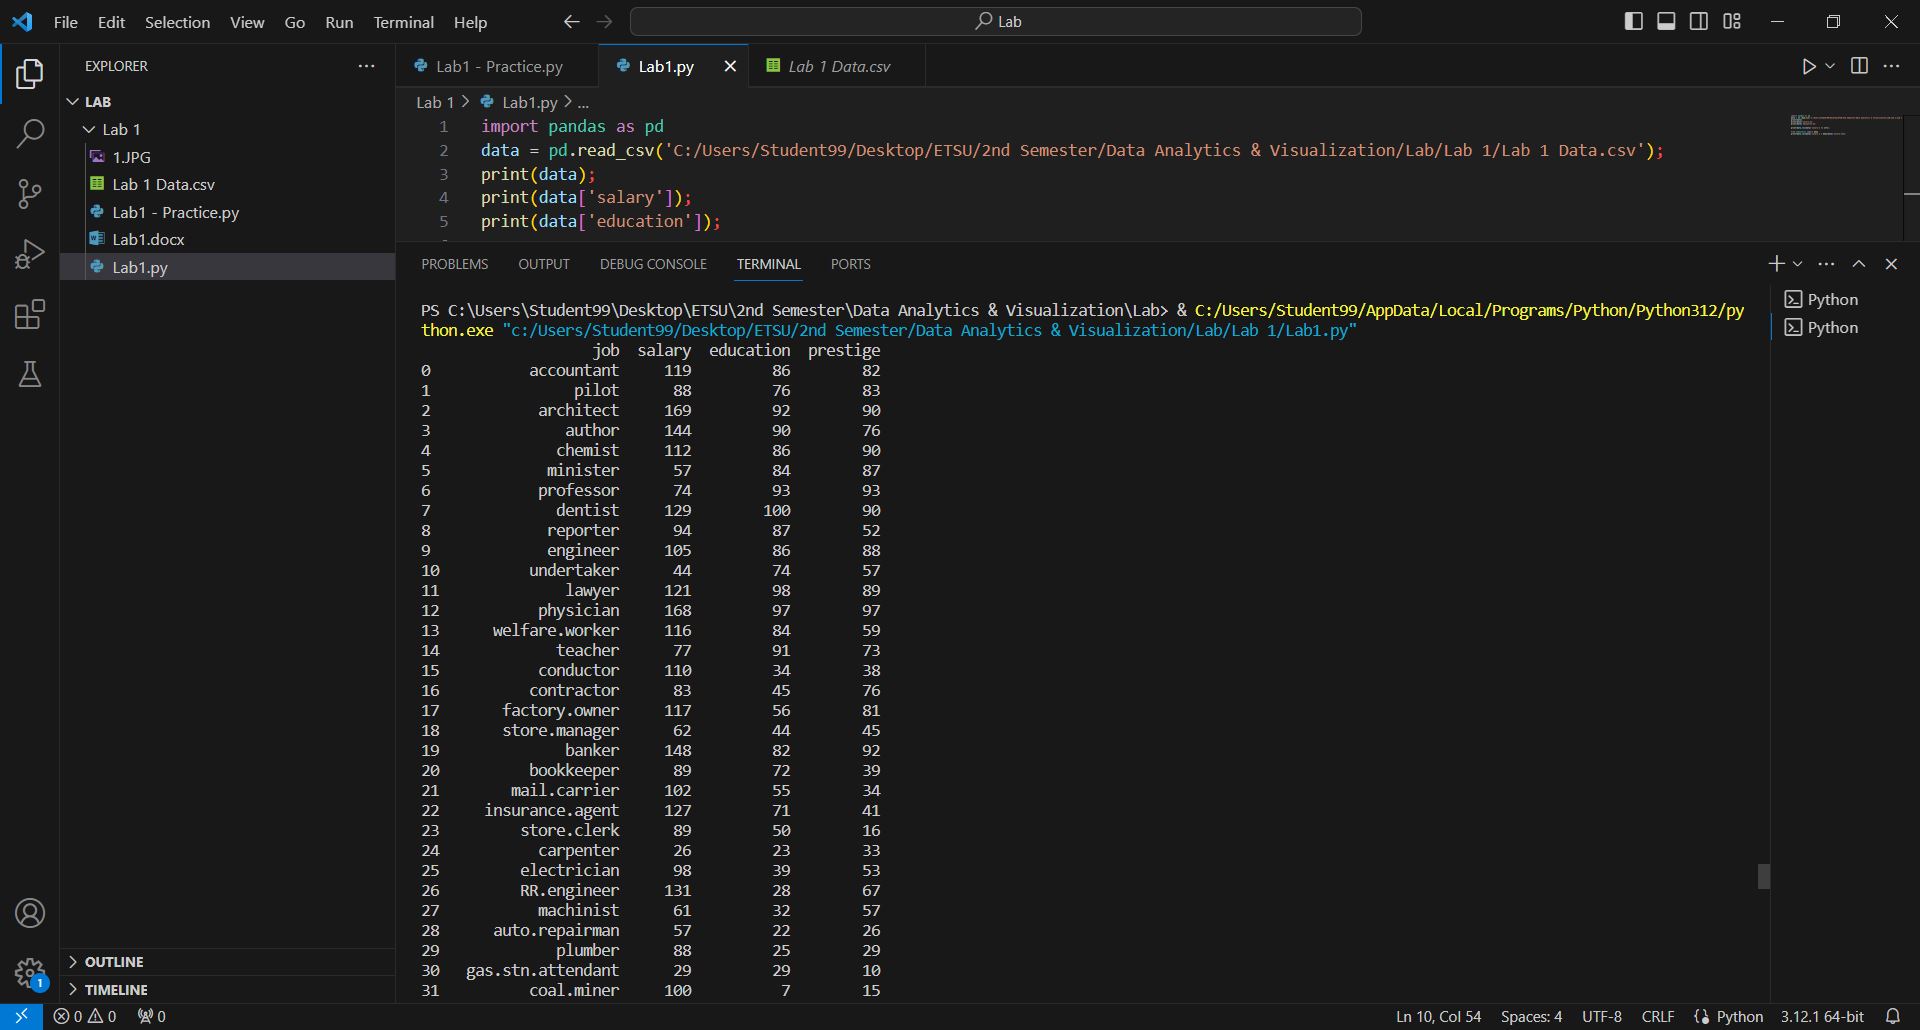 File Edit Selection View Go Run Terminal Help Lab
EXPLORER
LAB
Lab 1
1.JPG
Lab 1 Data.csv
Lab1 - Practice.py
Lab1.docx
Lab1.py
OUTLINE
TIMELINE
Lab1 - Practice.py Lab1.py Lab 1 Data.csv
Lab 1 > Lab1.py > ...
1 import pandas as pd
2 data = pd.read_csv('C:/Users/Student99/Desktop/ETSU/2nd Semester/Data Analytics & Visualization/Lab/Lab 1/Lab 1 Data.csv');
3 print(data);
4 print(data['salary']);
5 print(data['education']);
PROBLEMS OUTPUT DEBUG CONSOLE TERMINAL PORTS
PS C:\Users\Student99\Desktop\ETSU\2nd Semester\Data Analytics & Visualization\Lab> & C:/Users/Student99/AppData/Local/Programs/Python/Python312/py
thon.exe "c:/Users/Student99/Desktop/ETSU/2nd Semester/Data Analytics & Visualization/Lab/Lab 1/Lab1.py"
job salary education prestige
0 accountant 119 86 82
1 pilot 88 76 83
2 architect 169 92 90
3 author 144 90 76
4 chemist 112 86 90
5 minister 57 84 87
6 professor 74 93 93
7 dentist 129 100 90
8 reporter 94 87 52
9 engineer 105 86 88
10 undertaker 44 74 57
11 lawyer 121 98 89
12 physician 168 97 97
13 welfare.worker 116 84 59
14 teacher 77 91 73
15 conductor 110 34 38
16 contractor 83 45 76
17 factory.owner 117 56 81
18 store.manager 62 44 45
19 banker 148 82 92
20 bookkeeper 89 72 39
21 mail.carrier 102 55 34
22 insurance.agent 127 71 41
23 store.clerk 89 50 16
24 carpenter 26 23 33
25 electrician 98 39 53
26 RR.engineer 131 28 67
27 machinist 61 32 57
28 auto.repairman 57 22 26
29 plumber 88 25 29
30 gas.stn.attendant 29 29 10
31 coal.miner 100 7 15
Python
Python
1
0 0 0 Ln 10, Col 54 Spaces: 4 UTF-8 CRLF Python 3.12.1 64-bit